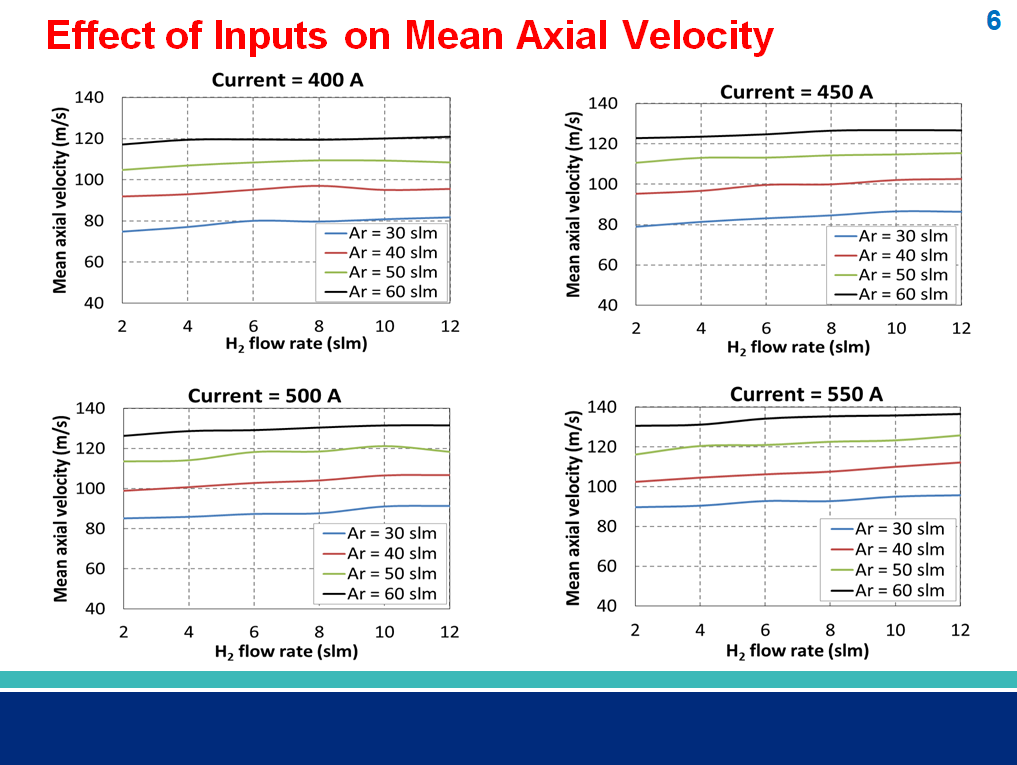 Effect of Inputs on Mean Axial Velocity
6
Current = 400 A
Mean axial velocity (m/s)
140
120
100
80
60
40
Ar = 30 slm
Ar = 40 slm
Ar = 50 slm
Ar = 60 slm
2 4 6 8 10 12
H₂ flow rate (slm)
Current = 450 A
Mean axial velocity (m/s)
140
120
100
80
60
40
Ar = 30 slm
Ar = 40 slm
Ar = 50 slm
Ar = 60 slm
2 4 6 8 10 12
H₂ flow rate (slm)
Current = 500 A
Mean axial velocity (m/s)
140
120
100
80
60
40
Ar = 30 slm
Ar = 40 slm
Ar = 50 slm
Ar = 60 slm
2 4 6 8 10 12
H₂ flow rate (slm)
Current = 550 A
Mean axial velocity (m/s)
140
120
100
80
60
40
Ar = 30 slm
Ar = 40 slm
Ar = 50 slm
Ar = 60 slm
2 4 6 8 10 12
H₂ flow rate (slm)